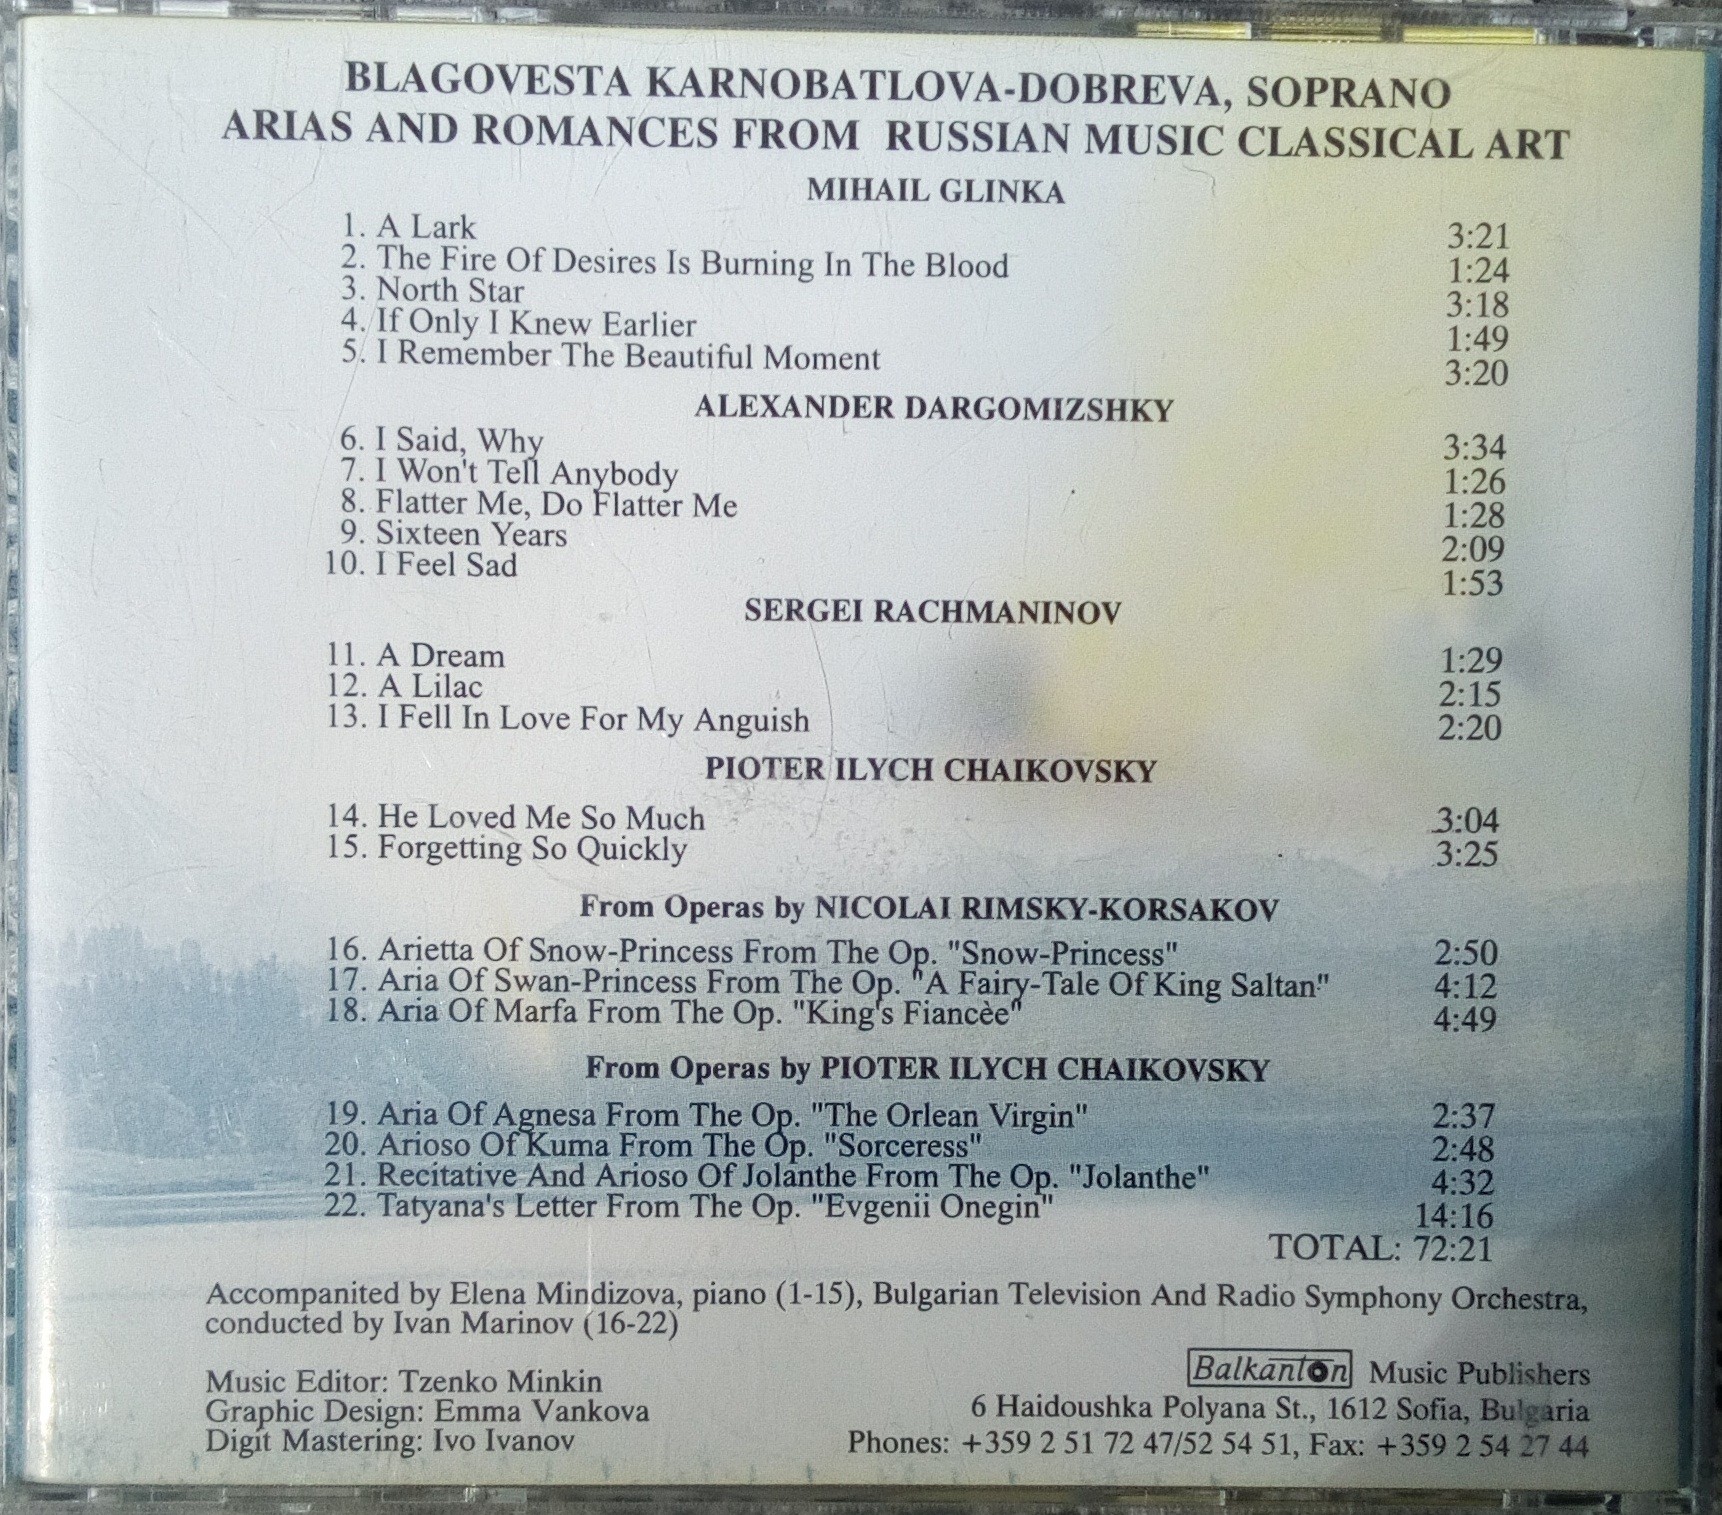 BLAGOVESTA KARNOBATLOVA-DOBREVA, SOPRANO
ARIAS AND ROMANCES FROM RUSSIAN MUSIC CLASSICAL ART
MIHAIL GLINKA
1. A Lark 3:21
2. The Fire Of Desires Is Burning In The Blood 1:24
3. North Star 3:18
4. If Only I Knew Earlier 1:49
5. I Remember The Beautiful Moment 3:20
ALEXANDER DARGOMIZSHKY
6. I Said, Why 3:34
7. I Won't Tell Anybody 1:26
8. Flatter Me, Do Flatter Me 1:28
9. Sixteen Years 2:09
10. I Feel Sad 1:53
SERGEI RACHMANINOV
11. A Dream 1:29
12. A Lilac 2:15
13. I Fell In Love For My Anguish 2:20
PIOTER ILYCH CHAIKOVSKY
14. He Loved Me So Much 3:04
15. Forgetting So Quickly 3:25
From Operas by NICOLAI RIMSKY-KORSAKOV
16. Arietta Of Snow-Princess From The Op. "Snow-Princess" 2:50
17. Aria Of Swan-Princess From The Op. "A Fairy-Tale Of King Saltan" 4:12
18. Aria Of Marfa From The Op. "King's Fiancèe" 4:49
From Operas by PIOTER ILYCH CHAIKOVSKY
19. Aria Of Agnesa From The Op. "The Orlean Virgin" 2:37
20. Arioso Of Kuma From The Op. "Sorceress" 2:48
21. Recitative And Arioso Of Jolanthe From The Op. "Jolanthe" 4:32
22. Tatyana's Letter From The Op. "Evgenii Onegin" 14:16
TOTAL: 72:21
Accompanited by Elena Mindizova, piano (1-15), Bulgarian Television And Radio Symphony Orchestra,
conducted by Ivan Marinov (16-22)
Music Editor: Tzenko Minkin
Graphic Design: Emma Vankova
Digit Mastering: Ivo Ivanov
Balkanton Music Publishers
6 Haidoushka Polyana St., 1612 Sofia, Bulgaria
Phones: +359 2 51 72 47/52 54 51, Fax: +359 2 54 27 44